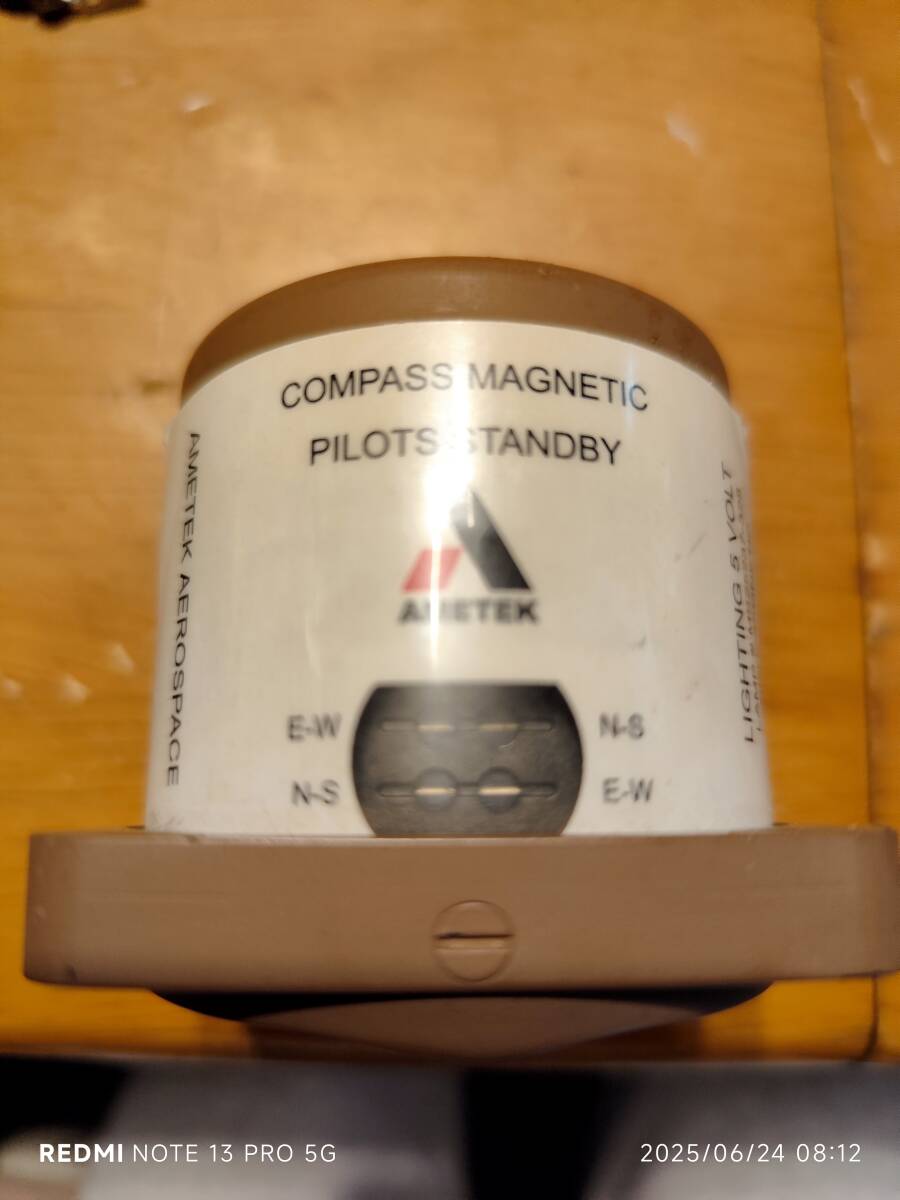 COMPASS MAGNETIC
PILOTS STANDBY
AMETEK
AMETEK AEROSPACE
LIGHTING 5 VOLT
E-W N-S
N-S E-W
REDMI NOTE 13 PRO 5G
2025/06/24 08:12